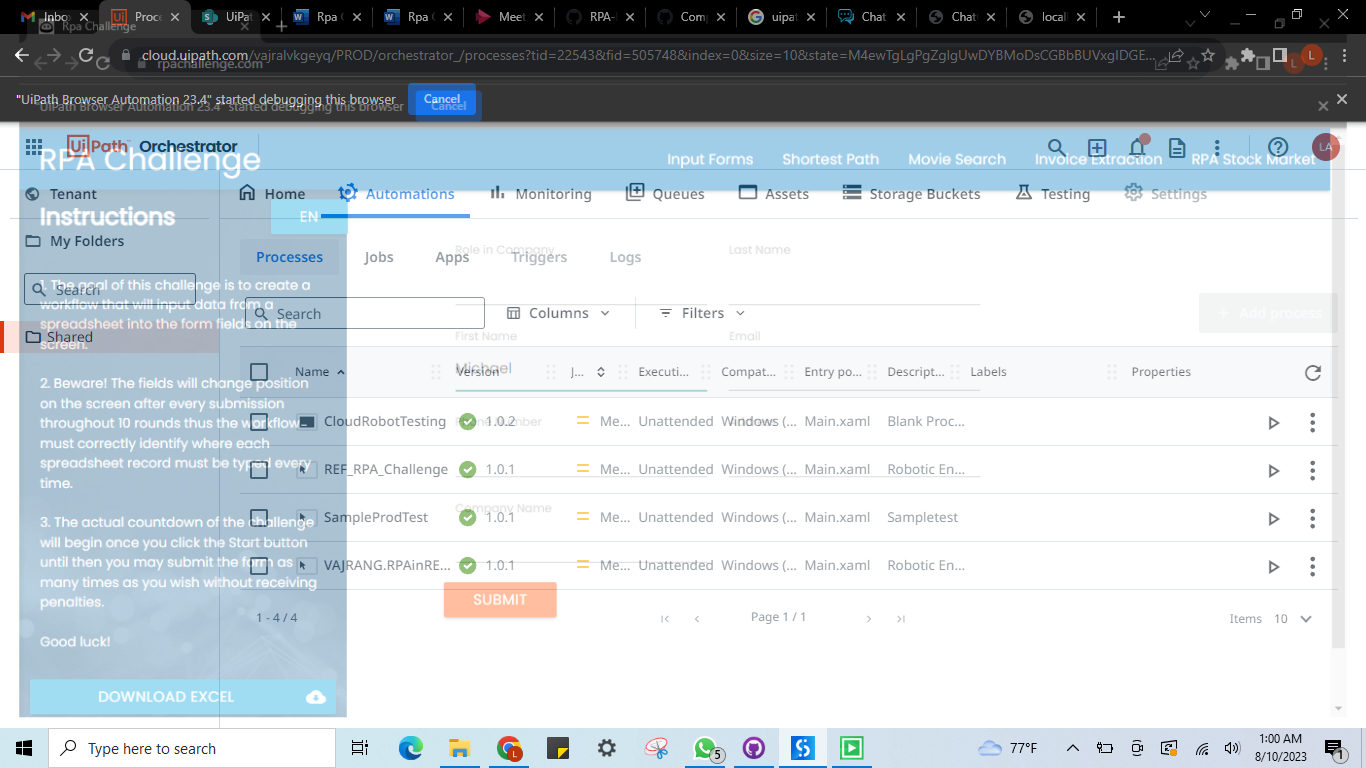 Inbo
Proce
UiPat
Rpa C
Rpa C
Meet
RPA-
Comp
uipat
Chat
Chat
locall
Rpa Challenge
cloud.uipath.com/vajralvkgeyq/PROD/orchestrator_/processes?tid=22543&fid=505748&index=0&size=10&state=M4ewTgLgPgZglgUwDYBMoDsCGBbBUVxgIDGE...
rpachallenge.com
"UiPath Browser Automation 23.4" started debugging this browser
Cancel
"UiPath Browser Automation 23.4" started debugging this browser
Cancel
UiPath Orchestrator
LA
RPA Challenge
Input Forms Shortest Path Movie Search Invoice Extraction RPA Stock Market
Tenant
Home Automations Monitoring Queues Assets Storage Buckets Testing Settings
Instructions
EN
My Folders
Processes Jobs Apps Triggers Logs
Role in Company Last Name
Search
1. The goal of this challenge is to create a
workflow that will input data from a
spreadsheet into the form fields on the
screen.
Search
Columns
Filters
Add process
Shared
First Name Email
Michael
Name Version J... Executi... Compat... Entry po... Descript... Labels Properties
2. Beware! The fields will change position
on the screen after every submission
throughout 10 rounds thus the workflow
must correctly identify where each
spreadsheet record must be typed every
time.
CloudRobotTesting 1.0.2 Me... Unattended Windows (... Main.xaml Blank Proc...
REF_RPA_Challenge 1.0.1 Me... Unattended Windows (... Main.xaml Robotic En...
Company Name
SampleProdTest 1.0.1 Me... Unattended Windows (... Main.xaml Sampletest
3. The actual countdown of the challenge
will begin once you click the Start button
until then you may submit the form as
many times as you wish without receiving
penalties.
VAJRANG.RPAinRE... 1.0.1 Me... Unattended Windows (... Main.xaml Robotic En...
SUBMIT
1 - 4 / 4
Page 1 / 1
Items 10
Good luck!
DOWNLOAD EXCEL
Type here to search
5
77°F
1:00 AM
8/10/2023
1